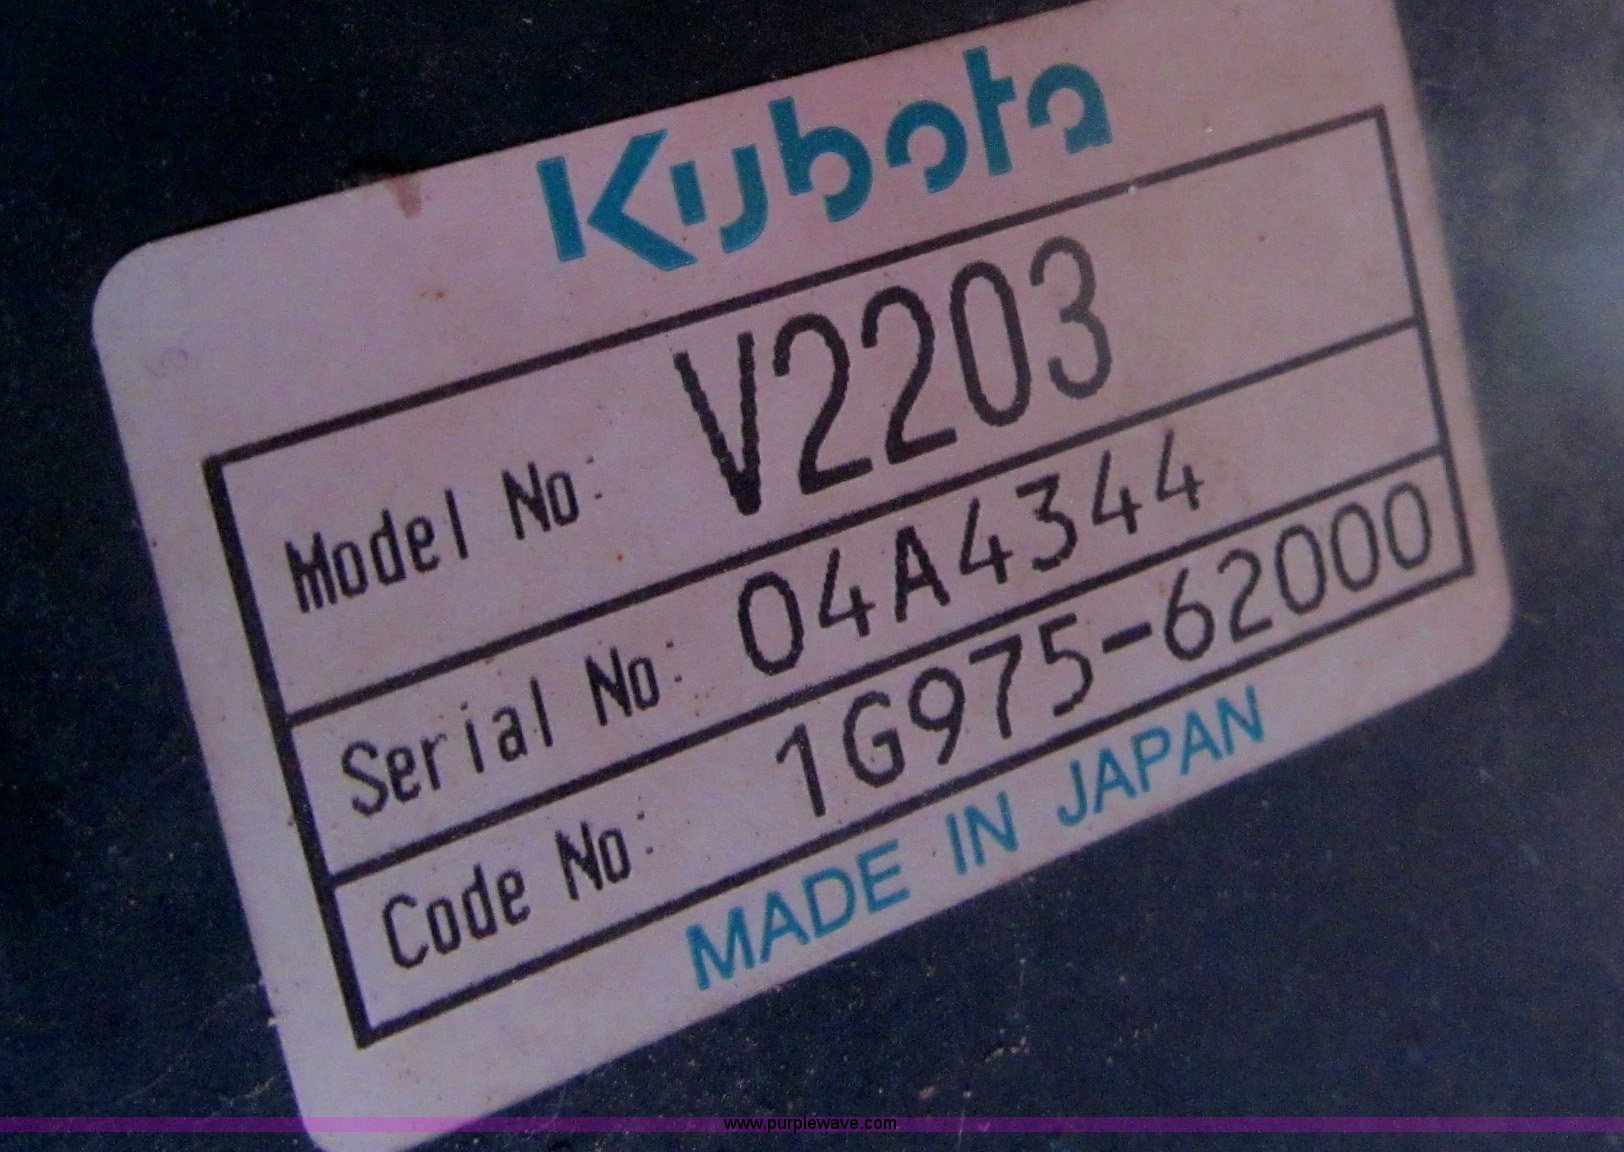 Kubota
Model No: V2203
Serial No: 04A4344
Code No: 1G975-62000
MADE IN JAPAN
www.purplewave.com